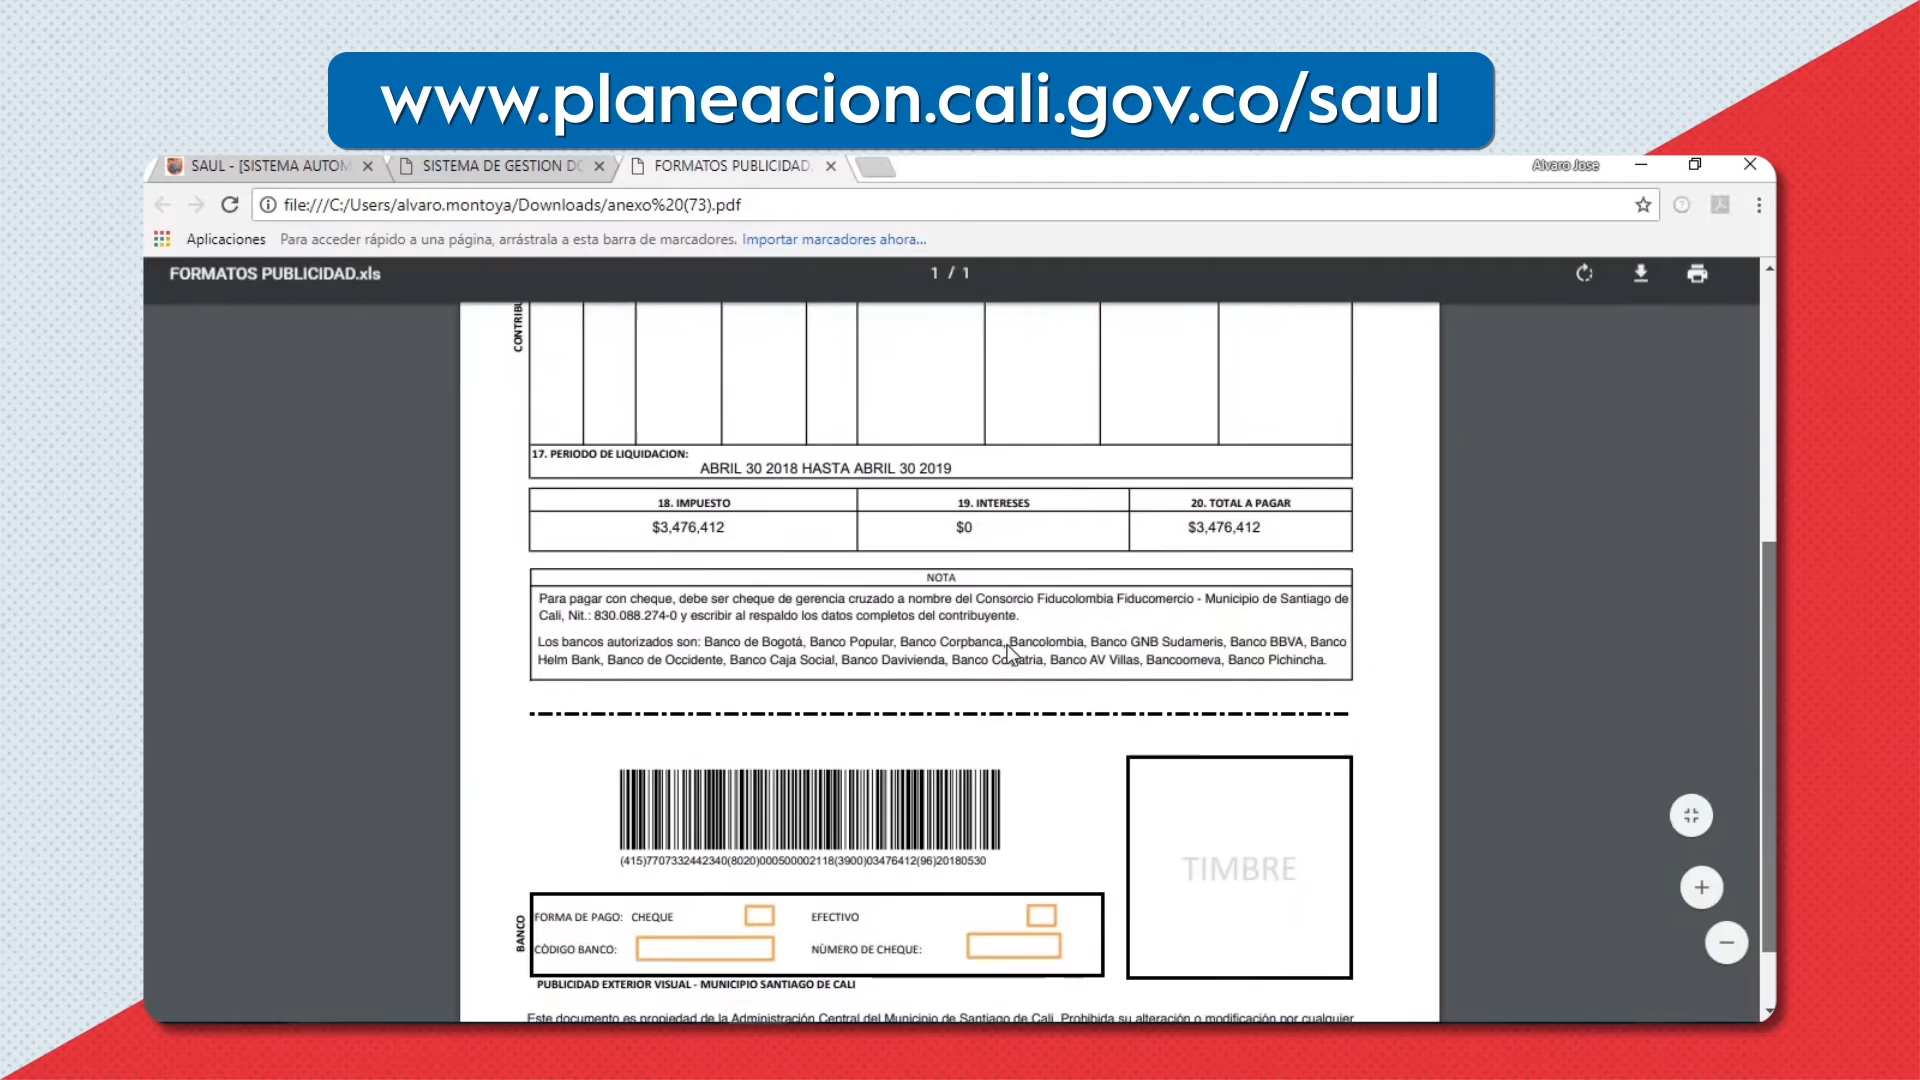 www.planeacion.cali.gov.co/saul
SAUL - [SISTEMA AUTOM
SISTEMA DE GESTION DO
FORMATOS PUBLICIDAD.
Alvaro Jose
file:///C:/Users/alvaro.montoya/Downloads/anexo%20(73).pdf
Aplicaciones Para acceder rápido a una página, arrástrala a esta barra de marcadores. Importar marcadores ahora...
FORMATOS PUBLICIDAD.xls
1 / 1
CONTRIBU
17. PERIODO DE LIQUIDACION:
ABRIL 30 2018 HASTA ABRIL 30 2019
18. IMPUESTO 19. INTERESES 20. TOTAL A PAGAR
$3,476,412 $0 $3,476,412
NOTA
Para pagar con cheque, debe ser cheque de gerencia cruzado a nombre del Consorcio Fiducolombia Fiducomercio - Municipio de Santiago de
Cali, Nit.: 830.088.274-0 y escribir al respaldo los datos completos del contribuyente.
Los bancos autorizados son: Banco de Bogotá, Banco Popular, Banco Corpbanca, Bancolombia, Banco GNB Sudameris, Banco BBVA, Banco
Helm Bank, Banco de Occidente, Banco Caja Social, Banco Davivienda, Banco Colpatria, Banco AV Villas, Bancoomeva, Banco Pichincha.
(415)7707332442340(8020)000500002118(3900)03476412(96)20180530
TIMBRE
BANCO
FORMA DE PAGO: CHEQUE EFECTIVO
CÒDIGO BANCO: NÙMERO DE CHEQUE:
PUBLICIDAD EXTERIOR VISUAL - MUNICIPIO SANTIAGO DE CALI
Este documento es propiedad de la Administración Central del Municipio de Santiago de Cali. Prohibida su alteración o modificación por cualquier